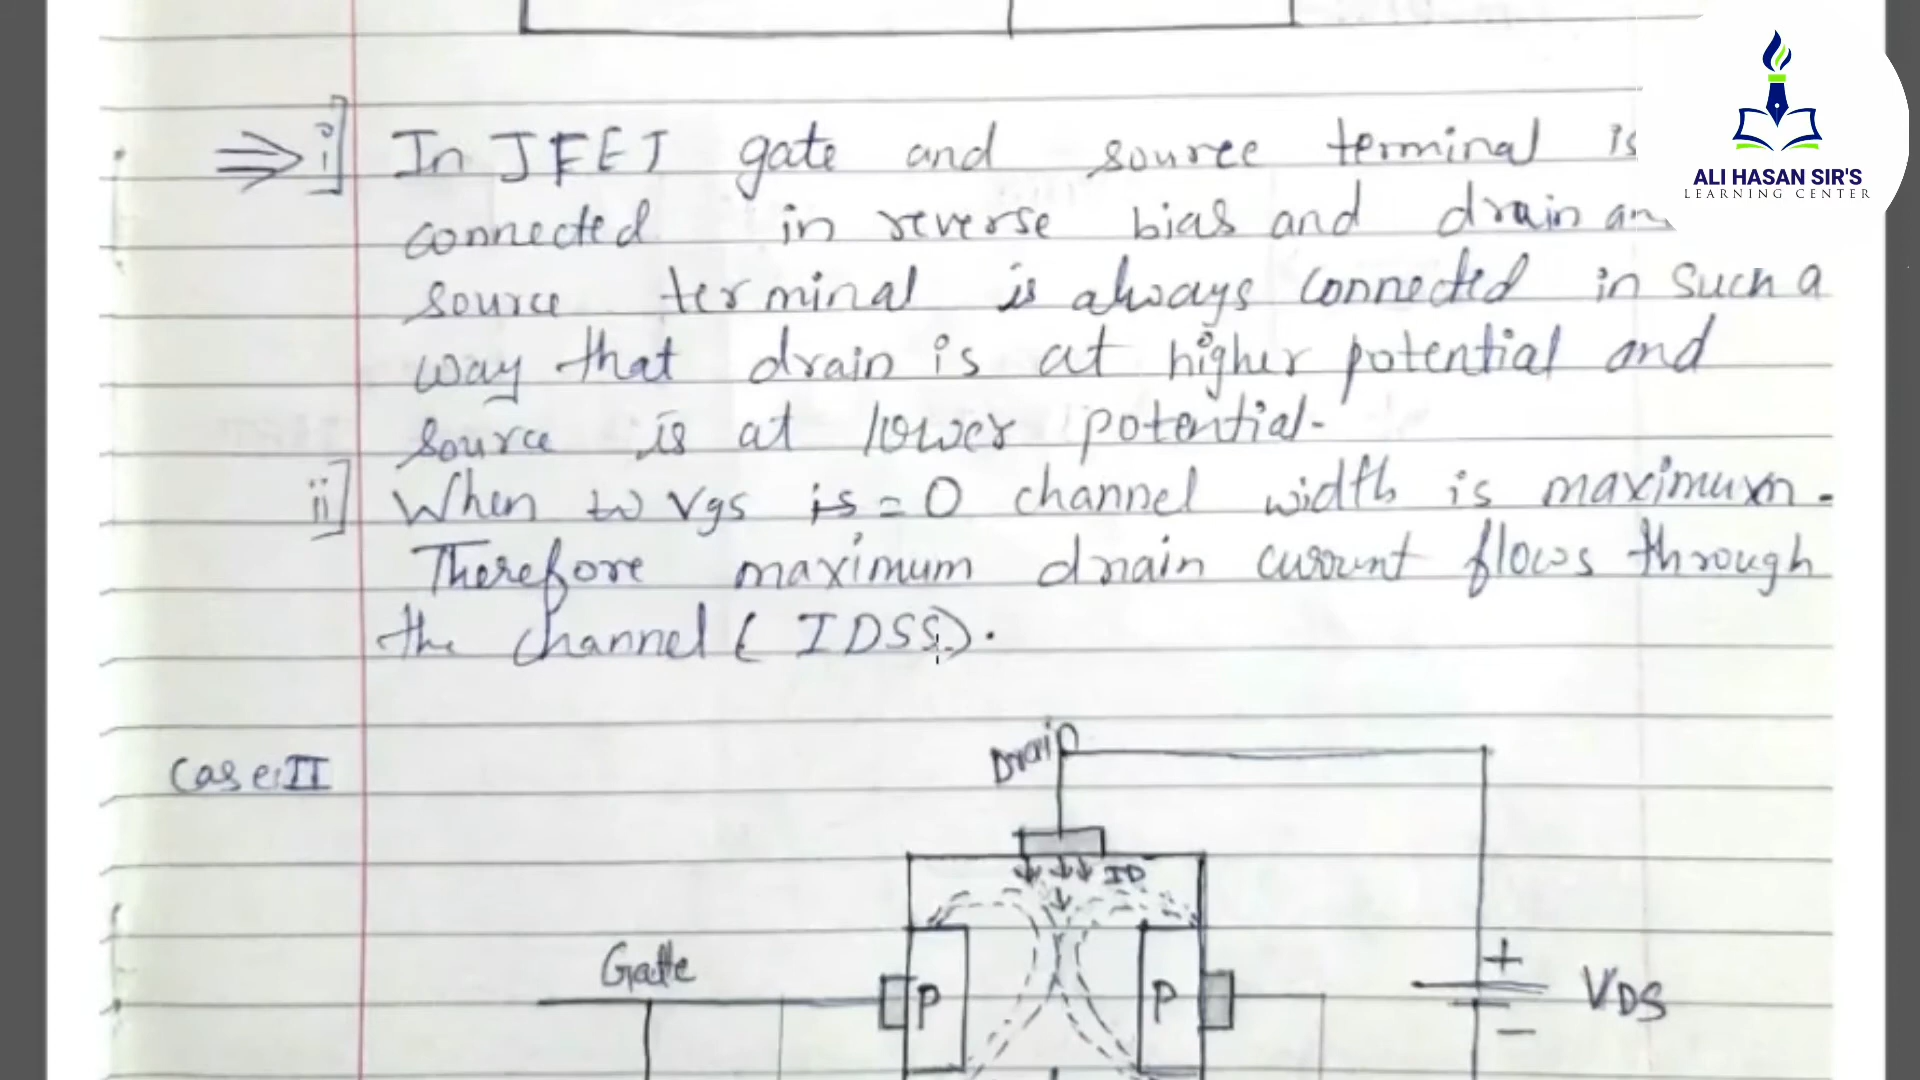 i] In JFET gate and source terminal is
connected in reverse bias and drain an
source terminal is always connected in such a
way that drain is at higher potential and
source is at lower potential.
ii] When Vgs is = 0 channel width is maximum.
Therefore maximum drain current flows through
the channel ( IDSS).
Case:II
Drain
ID
Gate
P
P
+
VDS
−
ALI HASAN SIR'S
LEARNING CENTER